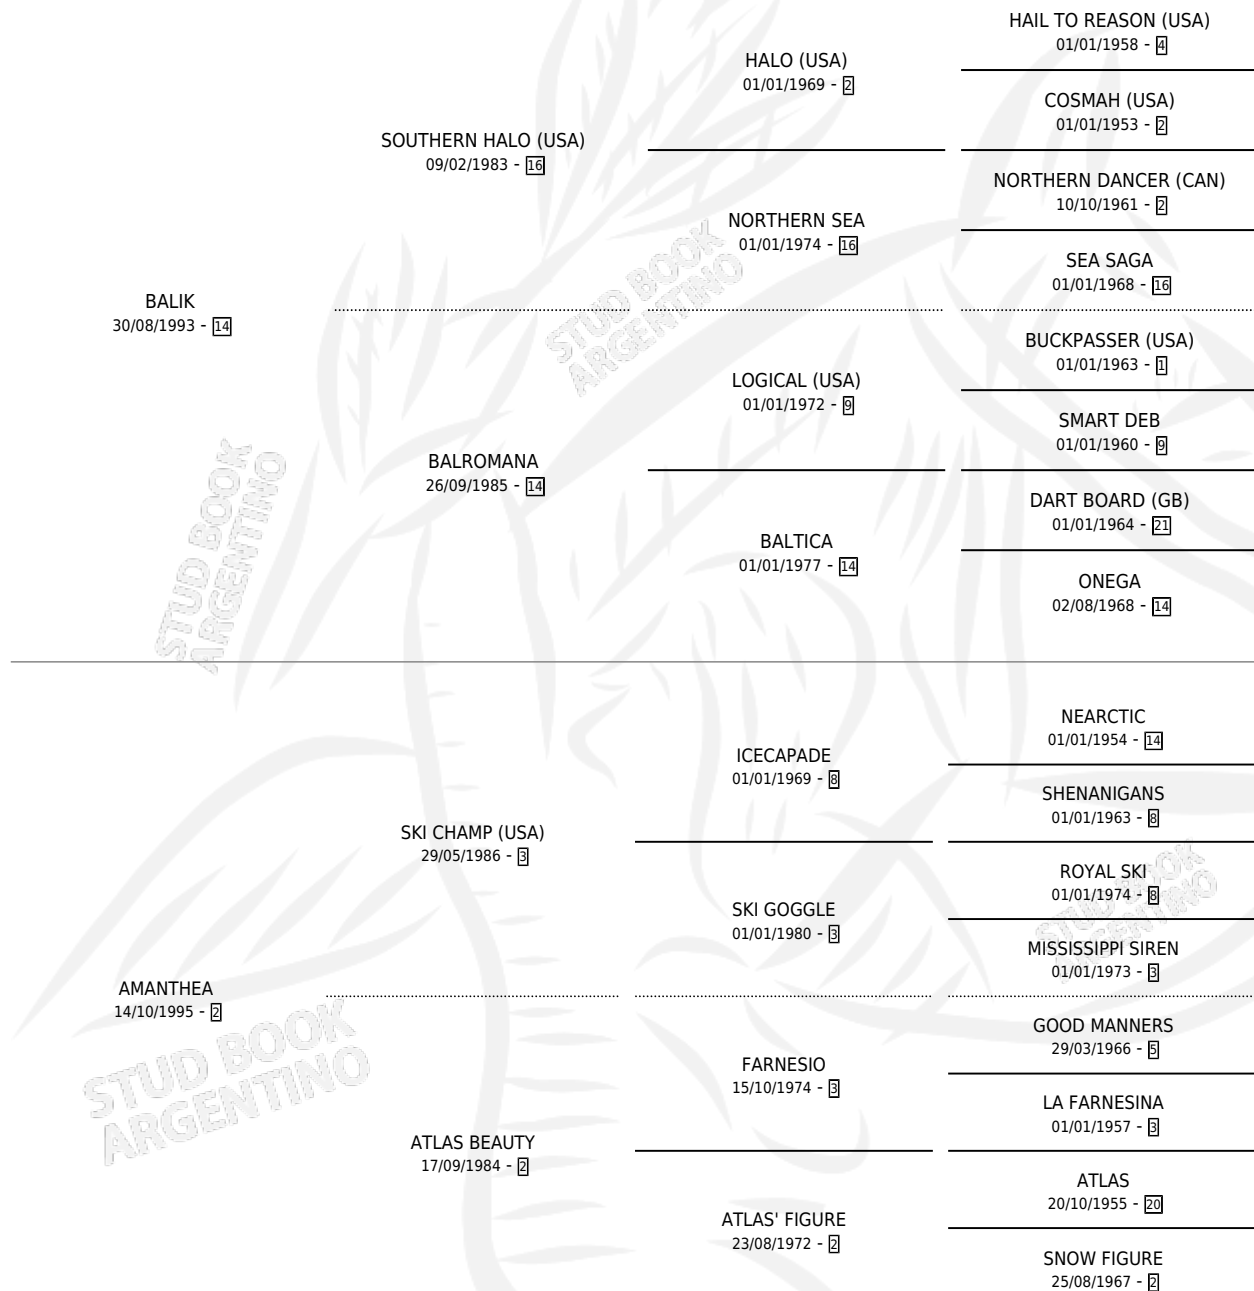 HAIL TO REASON (USA)
01/01/1958 - 4
HALO (USA)
01/01/1969 - 2
COSMAH (USA)
01/01/1953 - 2
SOUTHERN HALO (USA)
09/02/1983 - 16
NORTHERN DANCER (CAN)
10/10/1961 - 2
NORTHERN SEA
01/01/1974 - 16
SEA SAGA
01/01/1968 - 16
BALIK
30/08/1993 - 14
BUCKPASSER (USA)
01/01/1963 - 1
LOGICAL (USA)
01/01/1972 - 9
SMART DEB
01/01/1960 - 9
BALROMANA
26/09/1985 - 14
DART BOARD (GB)
01/01/1964 - 21
BALTICA
01/01/1977 - 14
ONEGA
02/08/1968 - 14
NEARCTIC
01/01/1954 - 14
ICECAPADE
01/01/1969 - 8
SHENANIGANS
01/01/1963 - 8
SKI CHAMP (USA)
29/05/1986 - 3
ROYAL SKI
01/01/1974 - 8
SKI GOGGLE
01/01/1980 - 3
MISSISSIPPI SIREN
01/01/1973 - 3
AMANTHEA
14/10/1995 - 2
GOOD MANNERS
29/03/1966 - 5
FARNESIO
15/10/1974 - 3
LA FARNESINA
01/01/1957 - 3
ATLAS BEAUTY
17/09/1984 - 2
ATLAS
20/10/1955 - 20
ATLAS' FIGURE
23/08/1972 - 2
SNOW FIGURE
25/08/1967 - 2
STUD BOOK
ARGENTINO
STUD BOOK
ARGENTINO
STUD BOOK
ARGENTINO
STUD BOOK
ARGENTINO